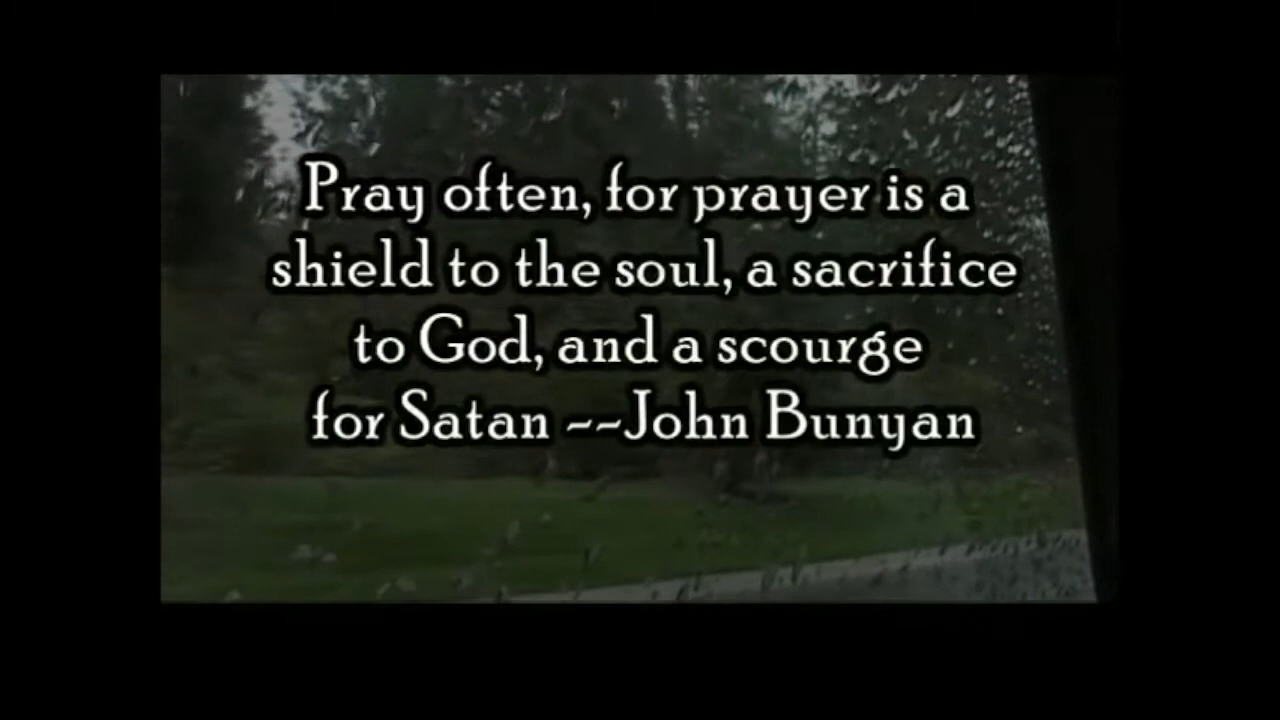 Pray often, for prayer is a
shield to the soul, a sacrifice
to God, and a scourge
for Satan --John Bunyan